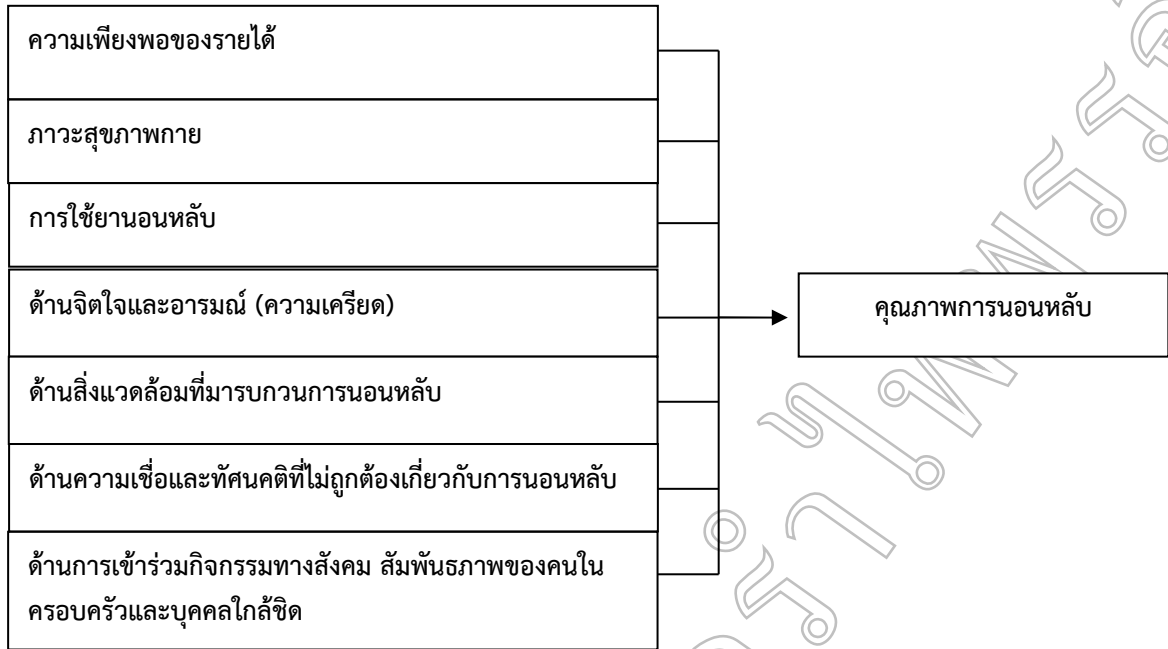 ความเพียงพอของรายได้
ภาวะสุขภาพกาย
การใช้ยานอนหลับ
ด้านจิตใจและอารมณ์ (ความเครียด)
ด้านสิ่งแวดล้อมที่มารบกวนการนอนหลับ
ด้านความเชื่อและทัศนคติที่ไม่ถูกต้องเกี่ยวกับการนอนหลับ
ด้านการเข้าร่วมกิจกรรมทางสังคม สัมพันธภาพของคนใน
ครอบครัวและบุคคลใกล้ชิด
คุณภาพการนอนหลับ